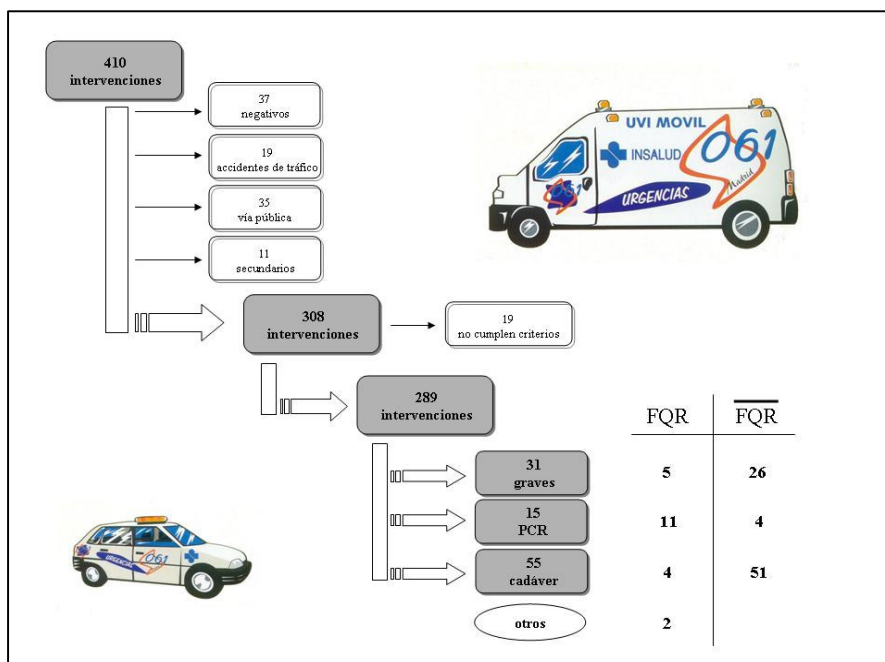 410
intervenciones
37
negativos
19
accidentes de tráfico
35
vía pública
11
secundarios
UVI MOVIL
INSALUD
061
Madrid
URGENCIAS
061
308
intervenciones
19
no cumplen criterios
289
intervenciones
FQR FQR
31
graves
5 26
15
PCR
11 4
55
cadáver
4 51
otros
2
061
URGENCIAS